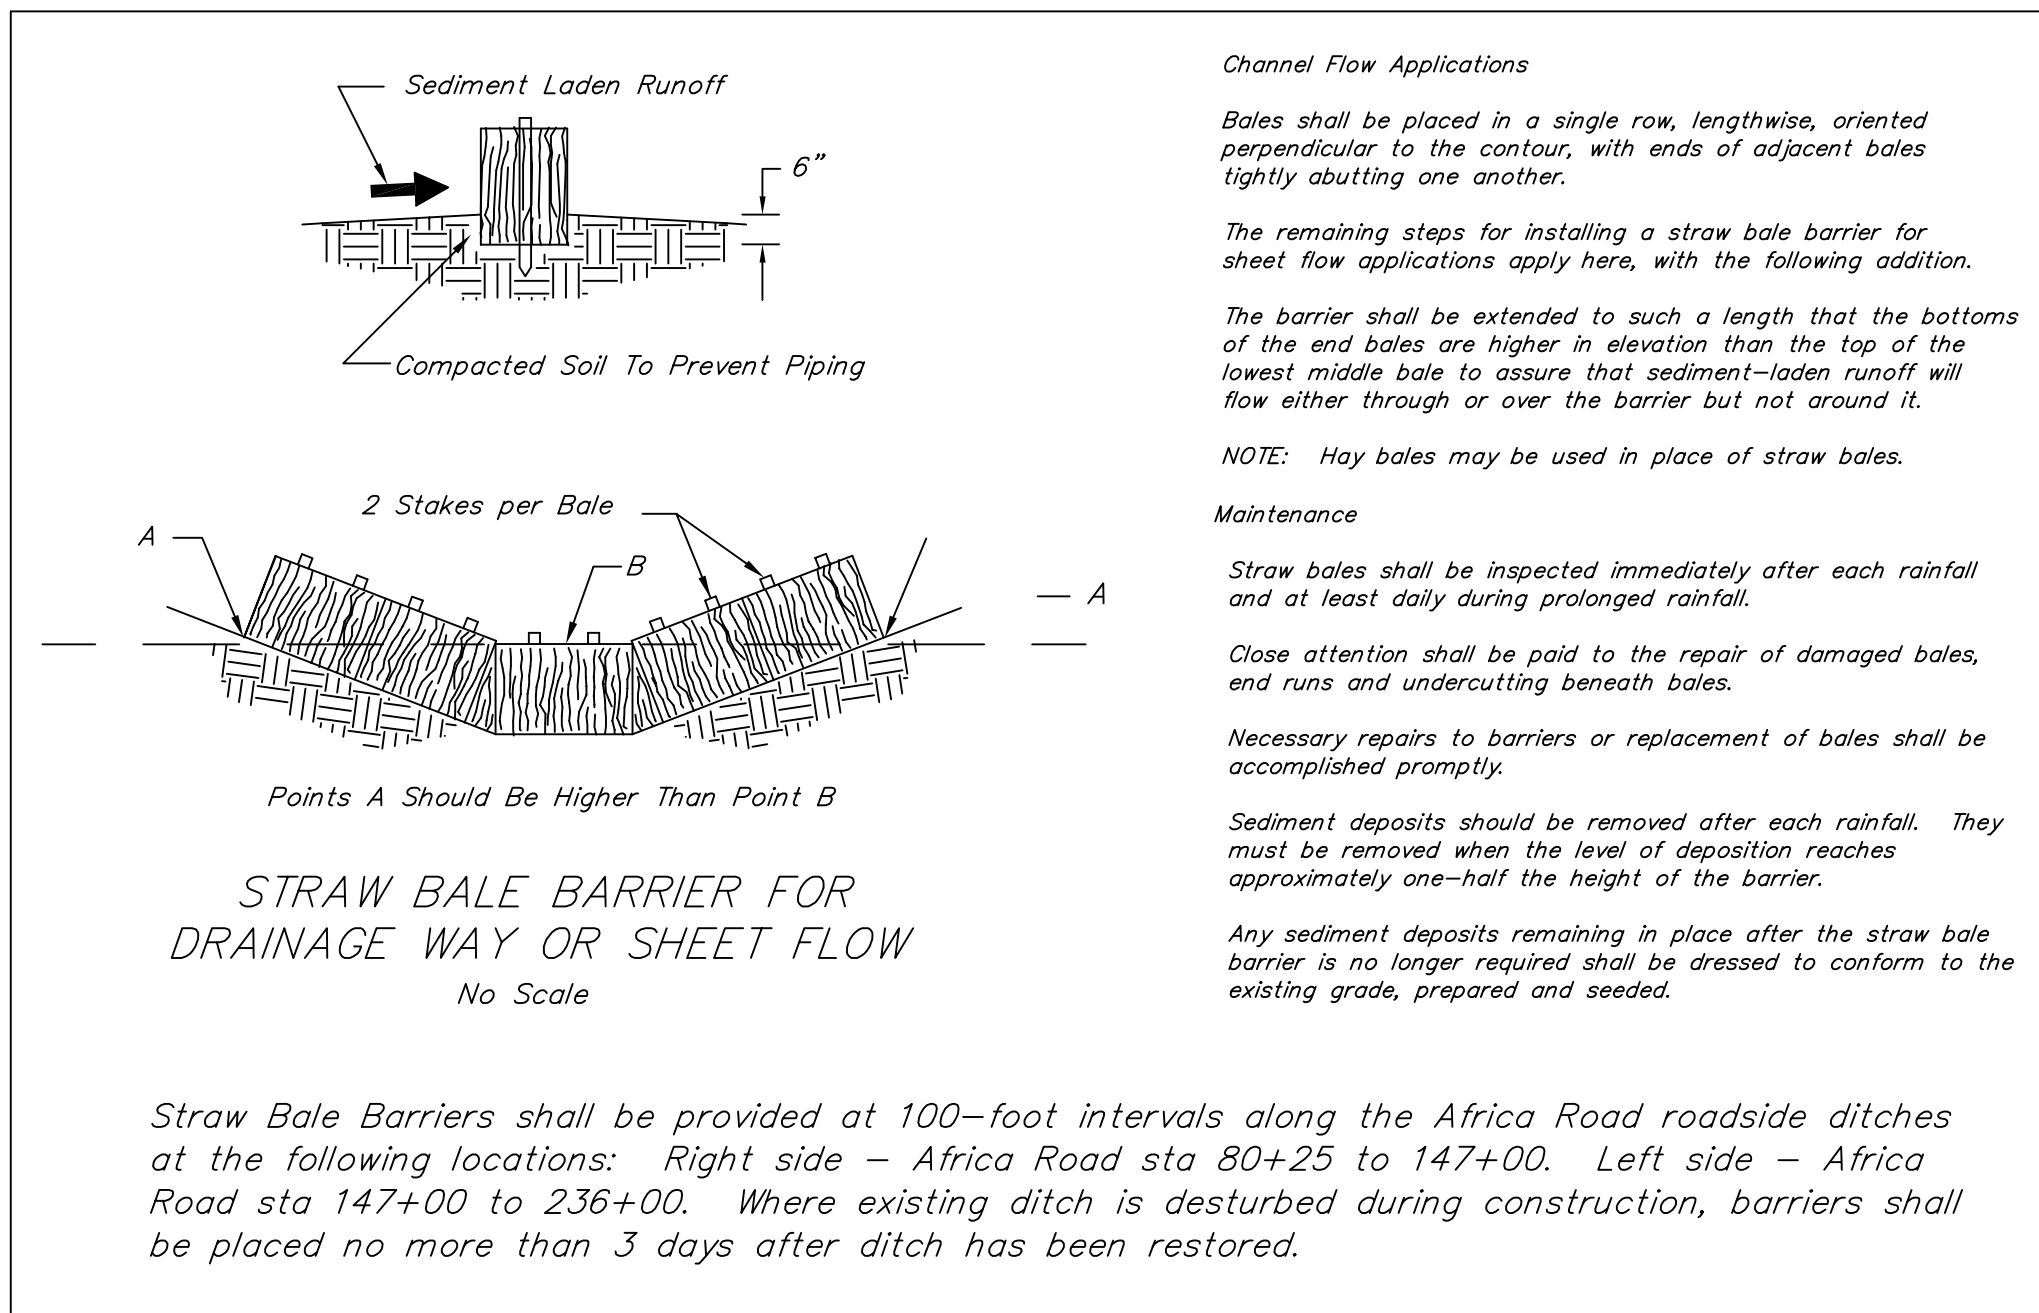 Sediment Laden Runoff
6"
Compacted Soil To Prevent Piping
2 Stakes per Bale
A
B
A
Points A Should Be Higher Than Point B
STRAW BALE BARRIER FOR
DRAINAGE WAY OR SHEET FLOW
No Scale
Channel Flow Applications
Bales shall be placed in a single row, lengthwise, oriented
perpendicular to the contour, with ends of adjacent bales
tightly abutting one another.
The remaining steps for installing a straw bale barrier for
sheet flow applications apply here, with the following addition.
The barrier shall be extended to such a length that the bottoms
of the end bales are higher in elevation than the top of the
lowest middle bale to assure that sediment-laden runoff will
flow either through or over the barrier but not around it.
NOTE: Hay bales may be used in place of straw bales.
Maintenance
Straw bales shall be inspected immediately after each rainfall
and at least daily during prolonged rainfall.
Close attention shall be paid to the repair of damaged bales,
end runs and undercutting beneath bales.
Necessary repairs to barriers or replacement of bales shall be
accomplished promptly.
Sediment deposits should be removed after each rainfall. They
must be removed when the level of deposition reaches
approximately one-half the height of the barrier.
Any sediment deposits remaining in place after the straw bale
barrier is no longer required shall be dressed to conform to the
existing grade, prepared and seeded.
Straw Bale Barriers shall be provided at 100-foot intervals along the Africa Road roadside ditches
at the following locations: Right side - Africa Road sta 80+25 to 147+00. Left side - Africa
Road sta 147+00 to 236+00. Where existing ditch is desturbed during construction, barriers shall
be placed no more than 3 days after ditch has been restored.